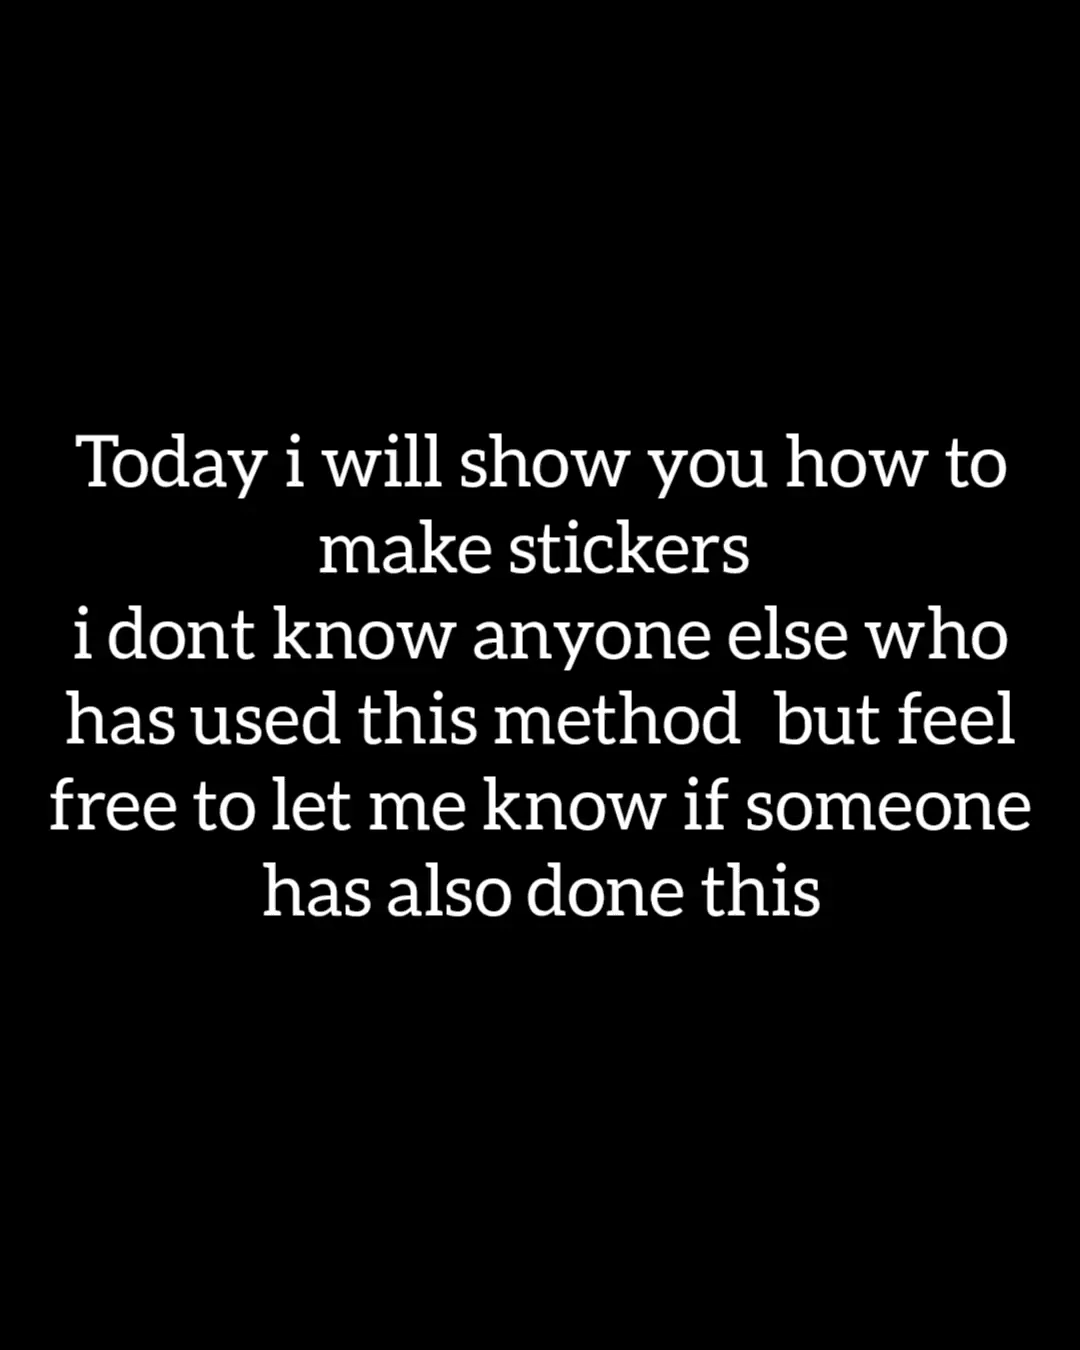 Today i will show you how to
make stickers
i dont know anyone else who
has used this method  but feel
free to let me know if someone
has also done this